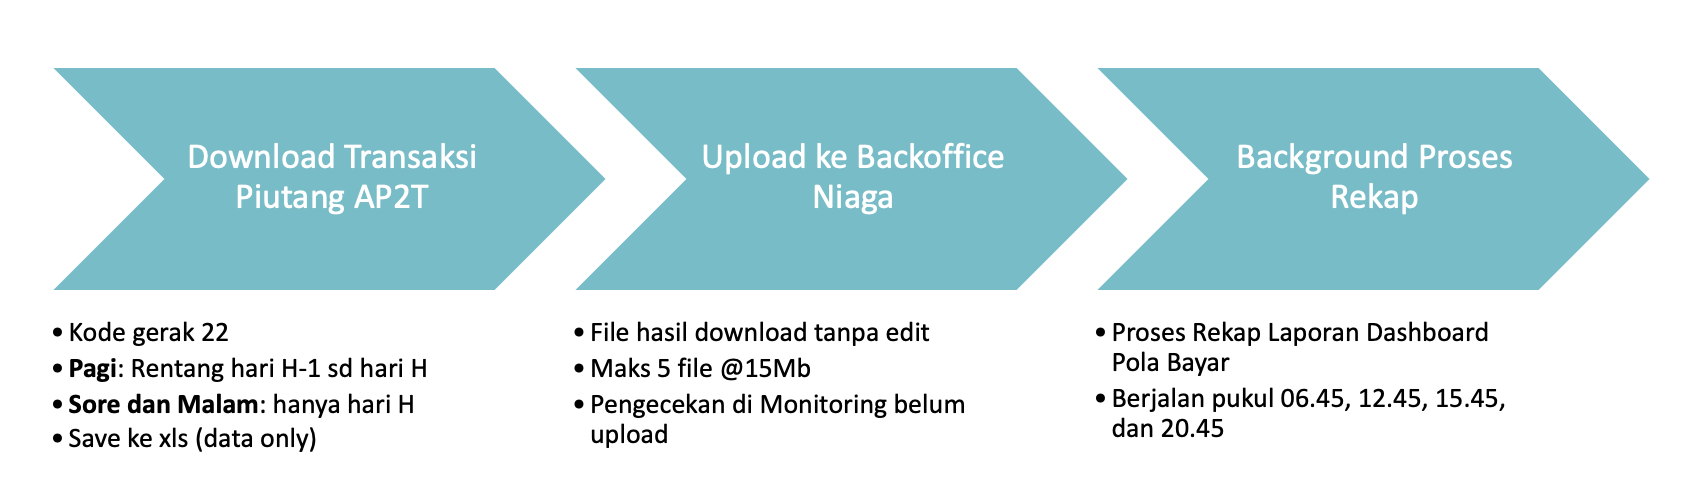 Download Transaksi
Piutang AP2T
• Kode gerak 22
• Pagi: Rentang hari H-1 sd hari H
• Sore dan Malam: hanya hari H
• Save ke xls (data only)
Upload ke Backoffice
Niaga
• File hasil download tanpa edit
• Maks 5 file @15Mb
• Pengecekan di Monitoring belum
upload
Background Proses
Rekap
• Proses Rekap Laporan Dashboard
Pola Bayar
• Berjalan pukul 06.45, 12.45, 15.45,
dan 20.45